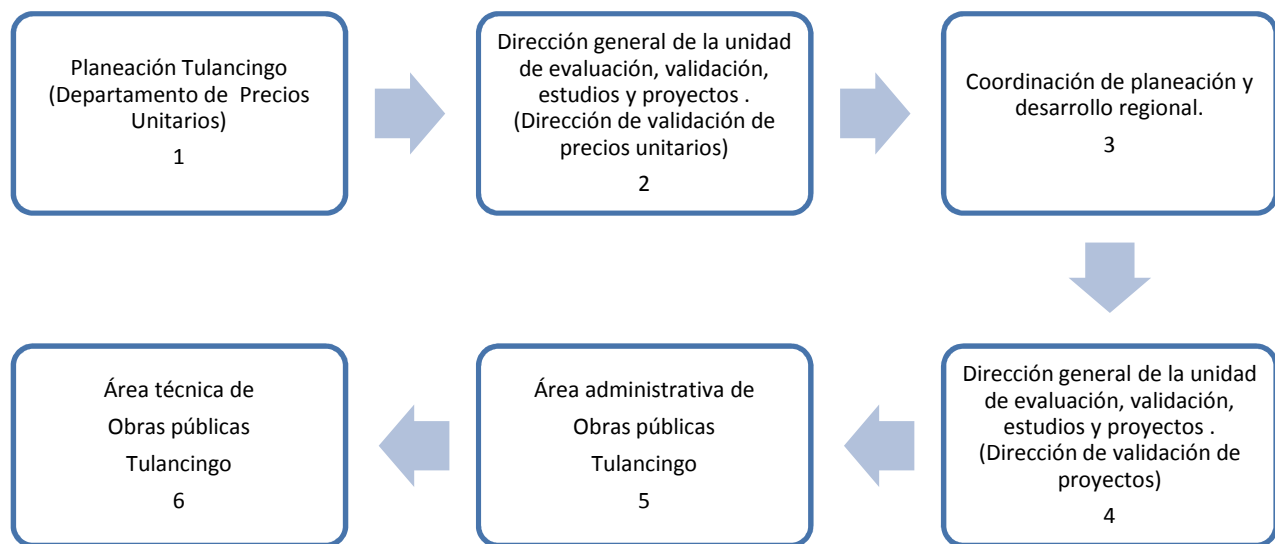 Planeación Tulancingo
(Departamento de Precios
Unitarios)
1
Dirección general de la unidad
de evaluación, validación,
estudios y proyectos .
(Dirección de validación de
precios unitarios)
2
Coordinación de planeación y
desarrollo regional.
3
Dirección general de la unidad
de evaluación, validación,
estudios y proyectos .
(Dirección de validación de
proyectos)
4
Área administrativa de
Obras públicas
Tulancingo
5
Área técnica de
Obras públicas
Tulancingo
6